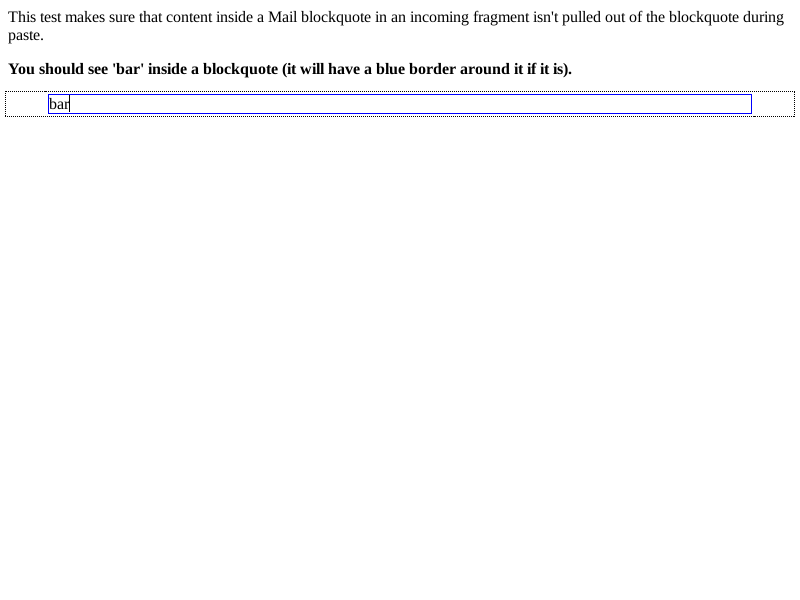 This test makes sure that content inside a Mail blockquote in an incoming fragment isn't pulled out of the blockquote during
paste.
You should see 'bar' inside a blockquote (it will have a blue border around it if it is).
bar